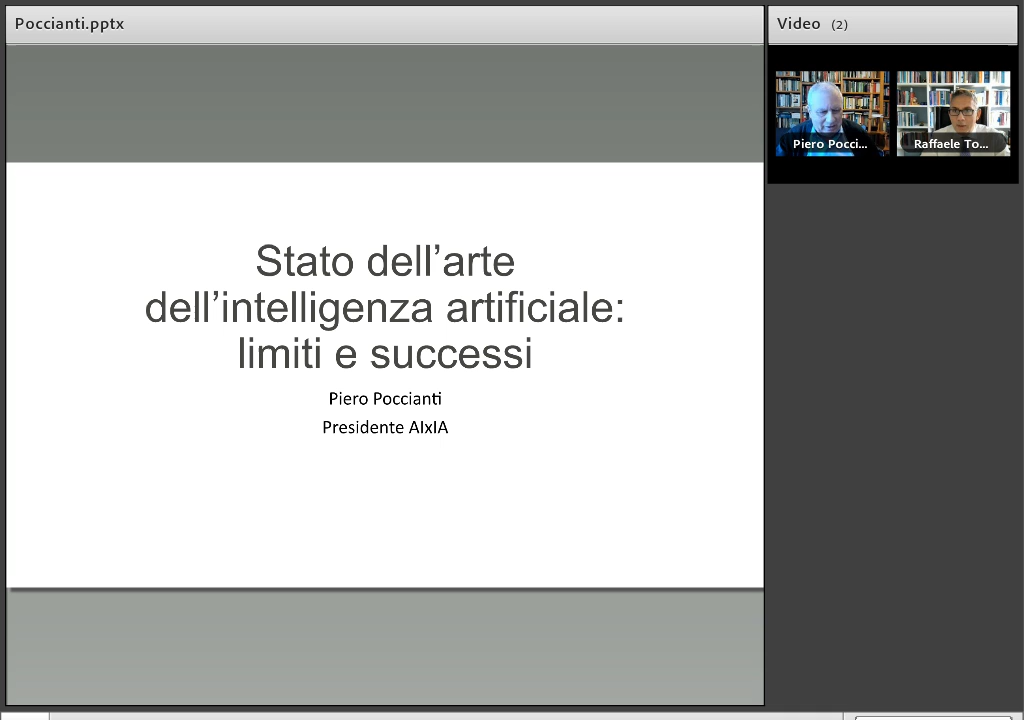 Poccianti.pptx
Video (2)
Piero Pocci...
Raffaele To...
Stato dell’arte
dell’intelligenza artificiale:
limiti e successi
Piero Poccianti
Presidente AIxIA